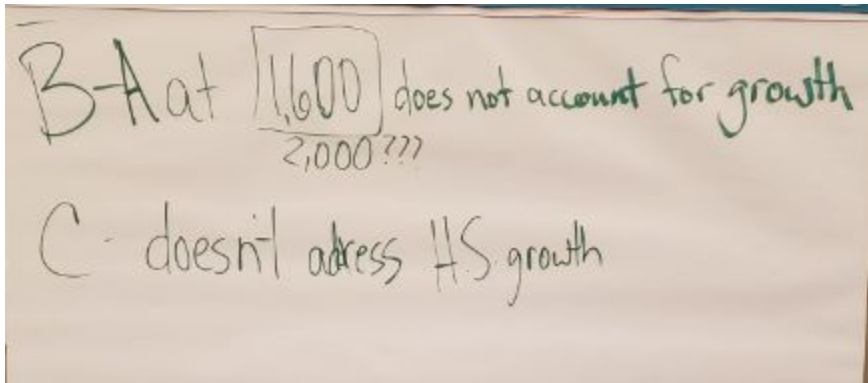 B-A at 1,600 does not account for growth
2,000???
C - doesn't adress HS growth